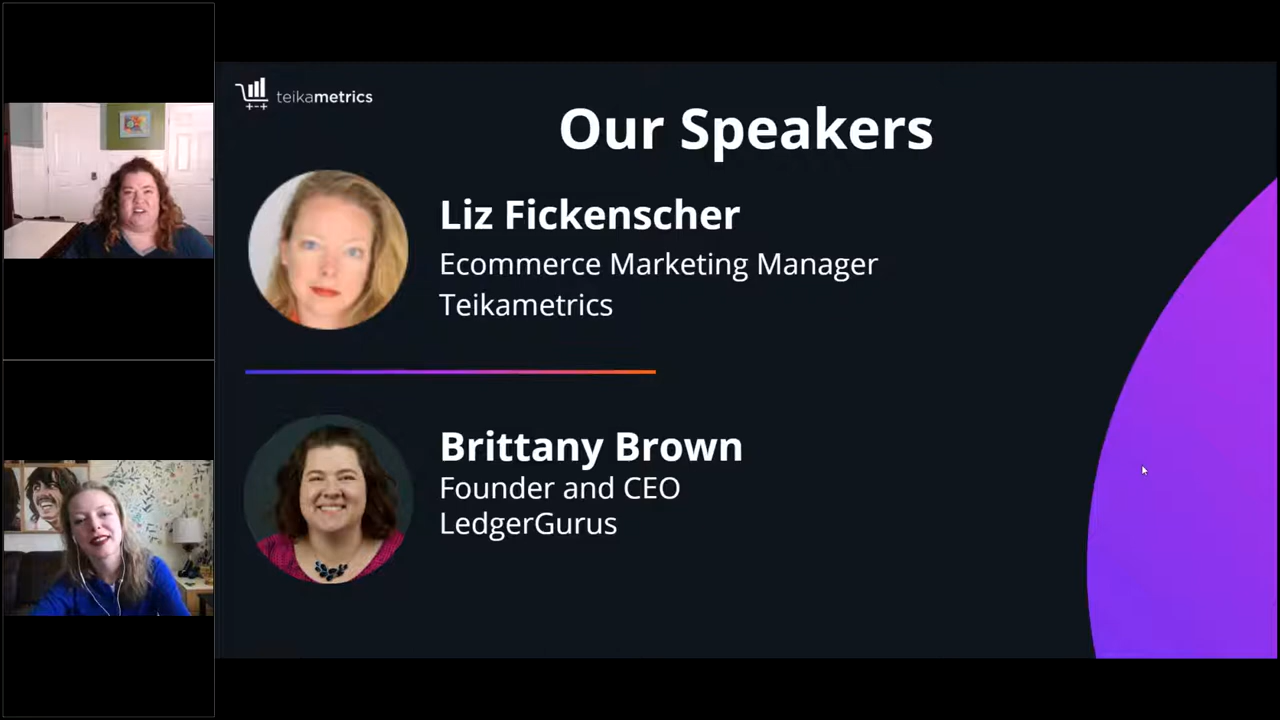 teikametrics
Our Speakers
Liz Fickenscher
Ecommerce Marketing Manager
Teikametrics
Brittany Brown
Founder and CEO
LedgerGurus